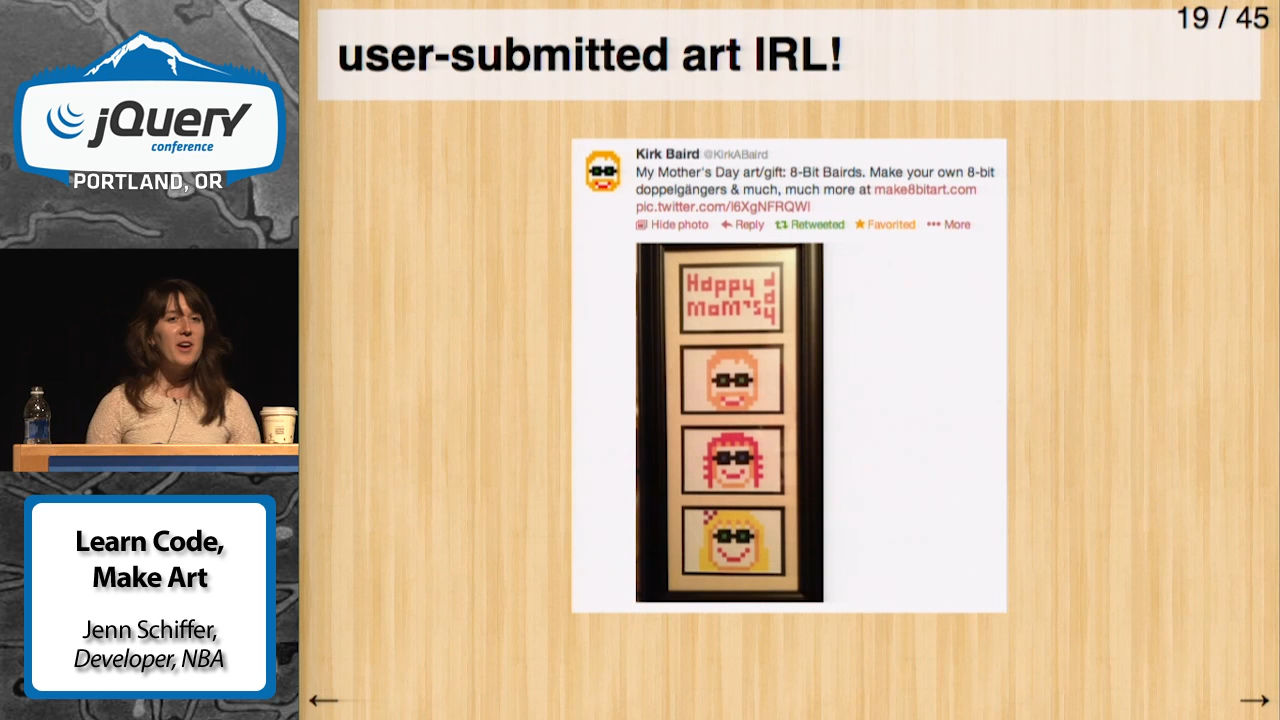 19 / 45
user-submitted art IRL!
jQuery
conference
PORTLAND, OR
Kirk Baird @KirkABaird
My Mother's Day art/gift: 8-Bit Bairds. Make your own 8-bit
doppelgängers & much, much more at make8bitart.com
pic.twitter.com/l6XgNFRQWl
Hide photo Reply Retweeted Favorited ••• More
Happy
MoM's
day
Learn Code,
Make Art
Jenn Schiffer,
Developer, NBA
← →